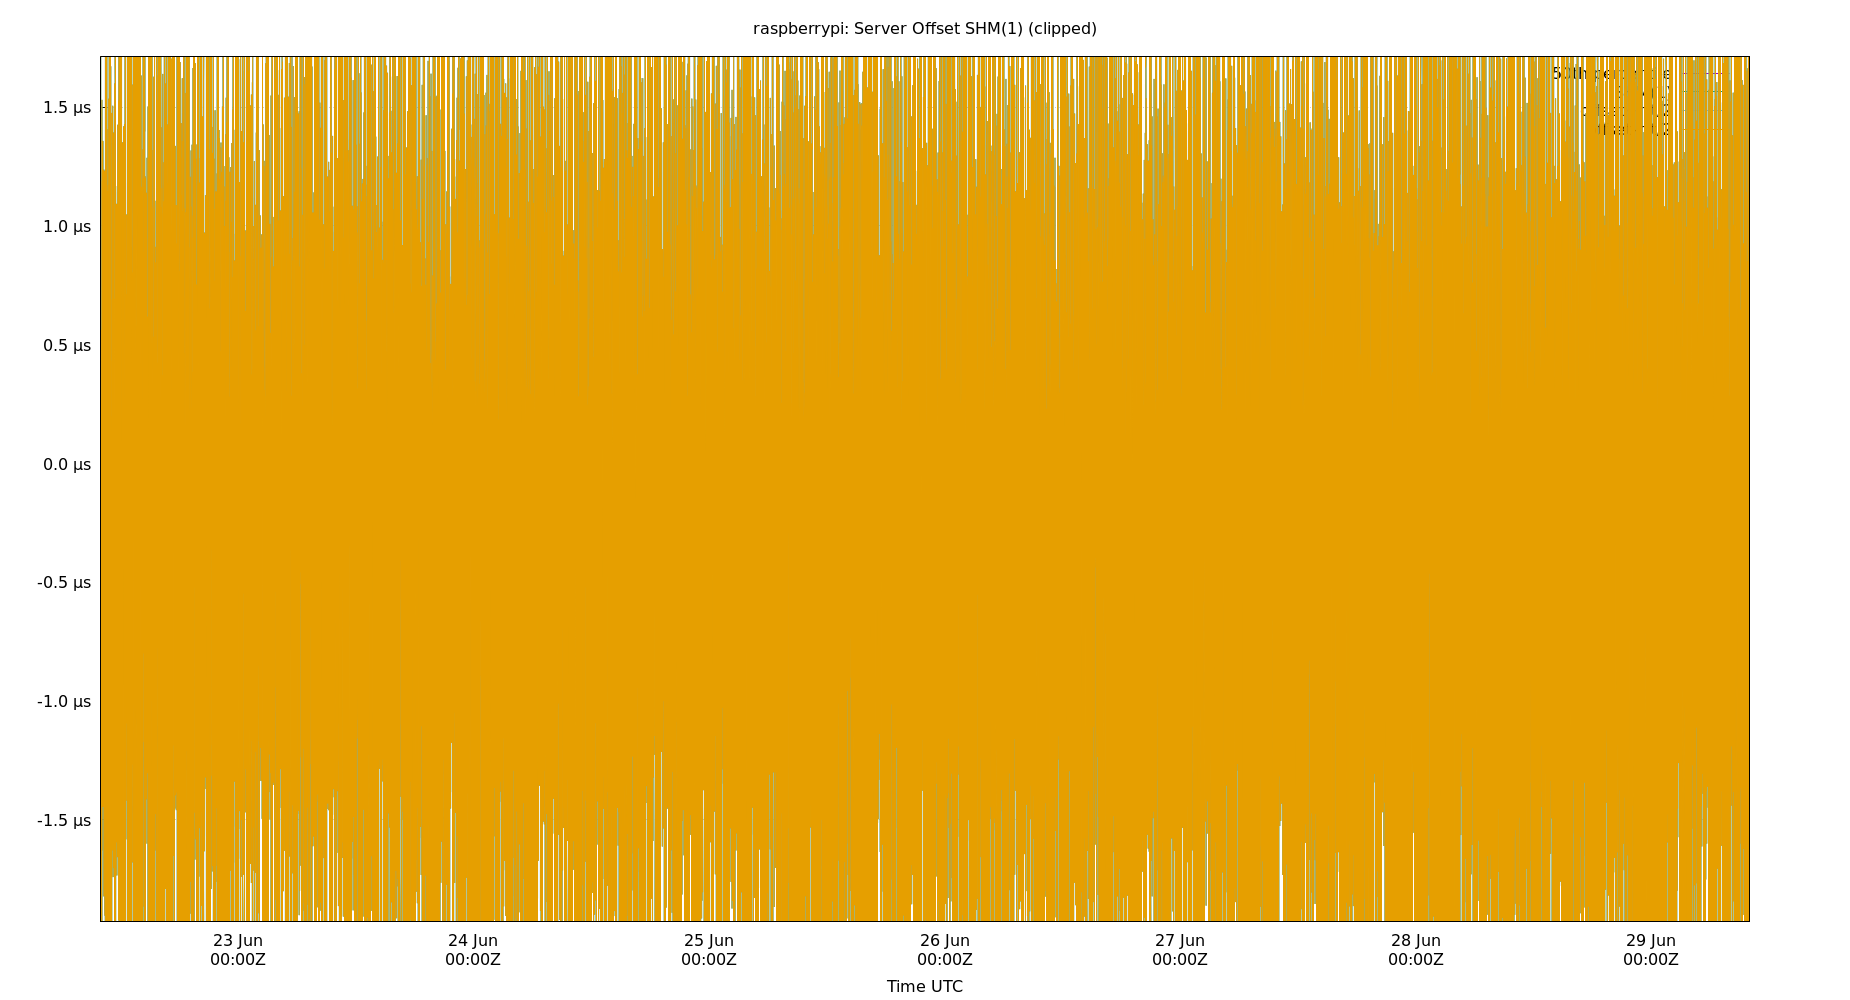 raspberrypi: Server Offset SHM(1) (clipped)
1.5 µs
1.0 µs
0.5 µs
0.0 µs
-0.5 µs
-1.0 µs
-1.5 µs
23 Jun
00:00Z
24 Jun
00:00Z
25 Jun
00:00Z
26 Jun
00:00Z
27 Jun
00:00Z
28 Jun
00:00Z
29 Jun
00:00Z
Time UTC